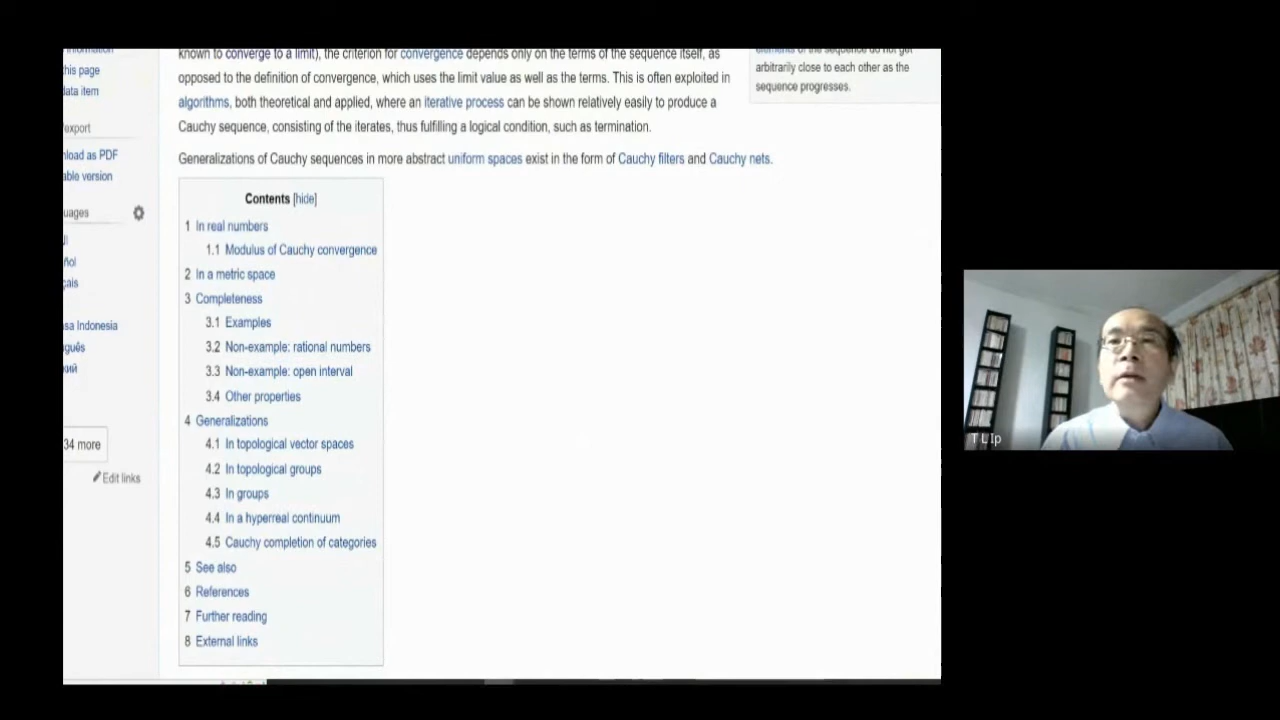 this page
data item
export
load as PDF
able version
uages
ñol
çais
sa Indonesia
guês
кий
34 more
Edit links
known to converge to a limit), the criterion for convergence depends only on the terms of the sequence itself, as
opposed to the definition of convergence, which uses the limit value as well as the terms. This is often exploited in
algorithms, both theoretical and applied, where an iterative process can be shown relatively easily to produce a
Cauchy sequence, consisting of the iterates, thus fulfilling a logical condition, such as termination.
Generalizations of Cauchy sequences in more abstract uniform spaces exist in the form of Cauchy filters and Cauchy nets.
Contents [hide]
1 In real numbers
1.1 Modulus of Cauchy convergence
2 In a metric space
3 Completeness
3.1 Examples
3.2 Non-example: rational numbers
3.3 Non-example: open interval
3.4 Other properties
4 Generalizations
4.1 In topological vector spaces
4.2 In topological groups
4.3 In groups
4.4 In a hyperreal continuum
4.5 Cauchy completion of categories
5 See also
6 References
7 Further reading
8 External links
elements of the sequence do not get
arbitrarily close to each other as the
sequence progresses.
T L Ip